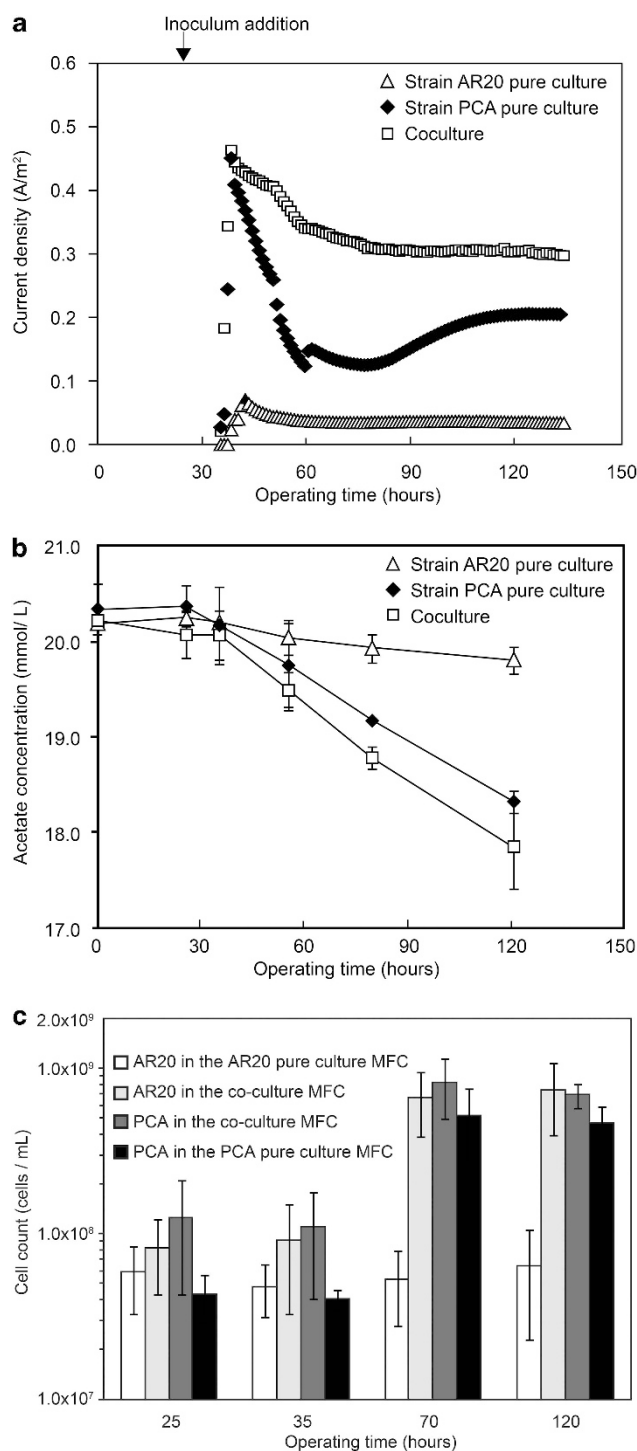 a
Inoculum addition
Current density (A/m²)
0.6
0.5
0.4
0.3
0.2
0.1
0.0
Strain AR20 pure culture
Strain PCA pure culture
Coculture
0 30 60 90 120 150
Operating time (hours)
b
Acetate concentration (mmol/ L)
21.0
20.0
19.0
18.0
17.0
Strain AR20 pure culture
Strain PCA pure culture
Coculture
0 30 60 90 120 150
Operating time (hours)
c
Cell count (cells / mL)
2.0x10⁹
1.0x10⁹
1.0x10⁸
1.0x10⁷
AR20 in the AR20 pure culture MFC
AR20 in the co-culture MFC
PCA in the co-culture MFC
PCA in the PCA pure culture MFC
25 35 70 120
Operating time (hours)